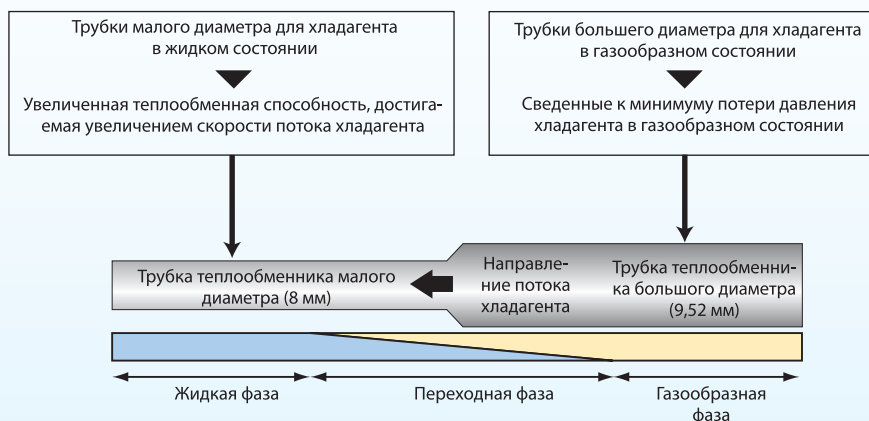 Трубки малого диаметра для хладагента
в жидком состоянии
Увеличенная теплообменная способность, достига-
емая увеличением скорости потока хладагента
Трубки большего диаметра для хладагента
в газообразном состоянии
Сведенные к минимуму потери давления
хладагента в газообразном состоянии
Трубка теплообменника малого
диаметра (8 мм)
Направле-
ние потока
хладагента
Трубка теплообменни-
ка большого диаметра
(9,52 мм)
Жидкая фаза
Переходная фаза
Газообразная
фаза